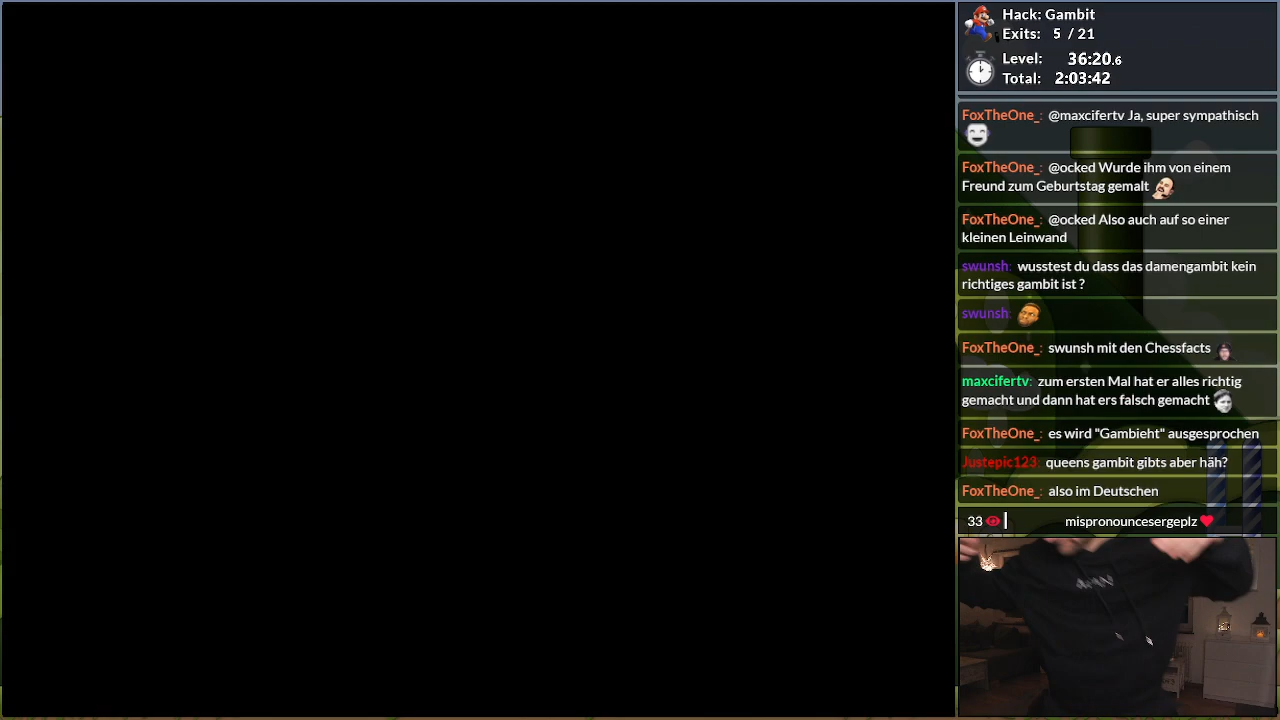 Hack: Gambit
Exits: 5 / 21
Level: 36:20.6
Total: 2:03:42
FoxTheOne_: @maxcifertv Ja, super sympathisch
FoxTheOne_: @ocked Wurde ihm von einem
Freund zum Geburtstag gemalt
FoxTheOne_: @ocked Also auch auf so einer
kleinen Leinwand
swunsh: wusstest du dass das damengambit kein
richtiges gambit ist ?
swunsh:
FoxTheOne_: swunsh mit den Chessfacts
maxcifertv: zum ersten Mal hat er alles richtig
gemacht und dann hat ers falsch gemacht
FoxTheOne_: es wird "Gambieht" ausgesprochen
Justepic123: queens gambit gibts aber häh?
FoxTheOne_: also im Deutschen
33 mispronouncesergeplz